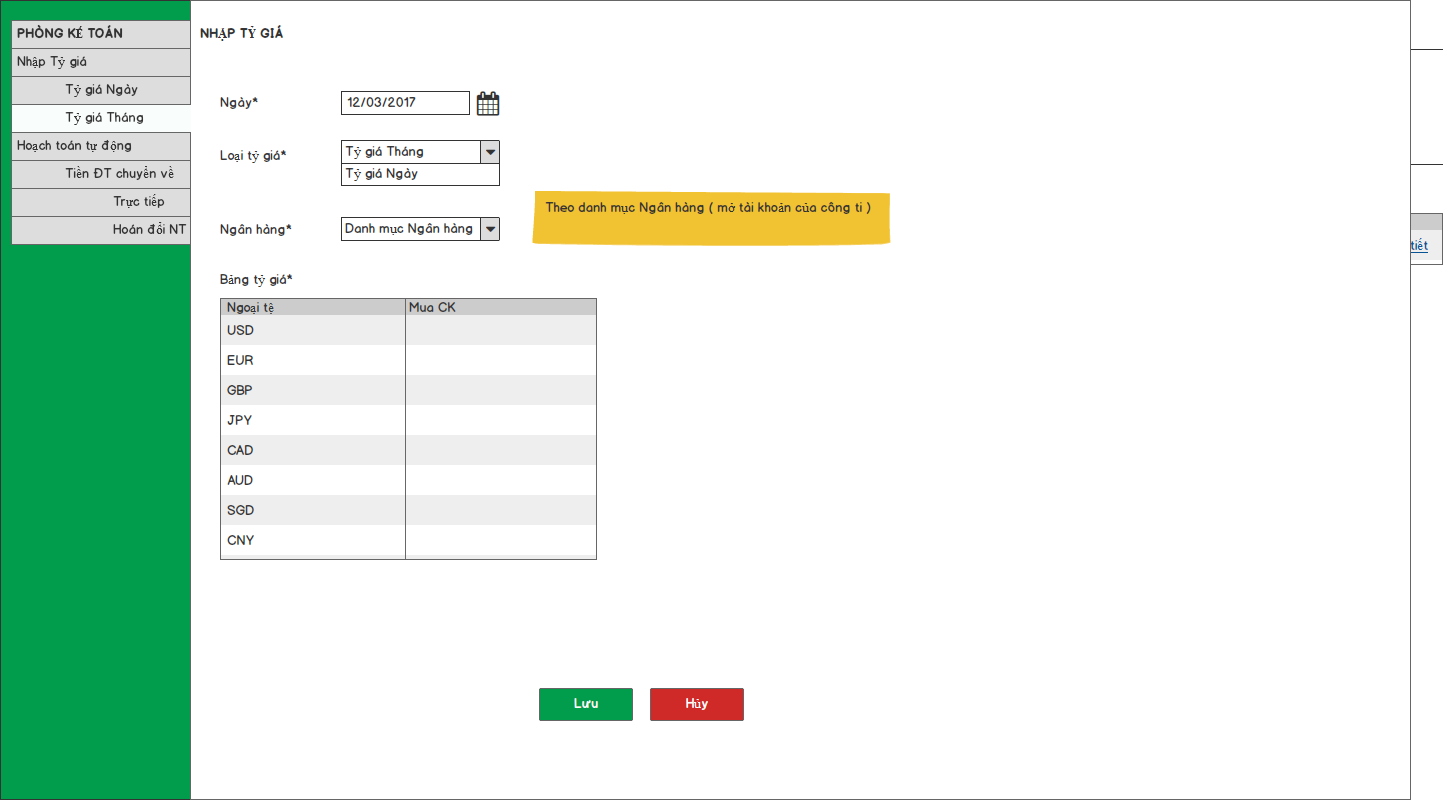 PHÒNG KẾ TOÁN
Nhập Tỷ giá
Tỷ giá Ngày
Tỷ giá Tháng
Hoạch toán tự động
Tiền ĐT chuyển về
Trực tiếp
Hoán đổi NT
NHẬP TỶ GIÁ
Ngày*
12/03/2017
Loại tỷ giá*
Tỷ giá Tháng
Tỷ giá Ngày
Theo danh mục Ngân hàng ( mở tài khoản của công ti )
Ngân hàng*
Danh mục Ngân hàng
tiết
Bảng tỷ giá*
Ngoại tệ Mua CK
USD
EUR
GBP
JPY
CAD
AUD
SGD
CNY
Lưu Hủy